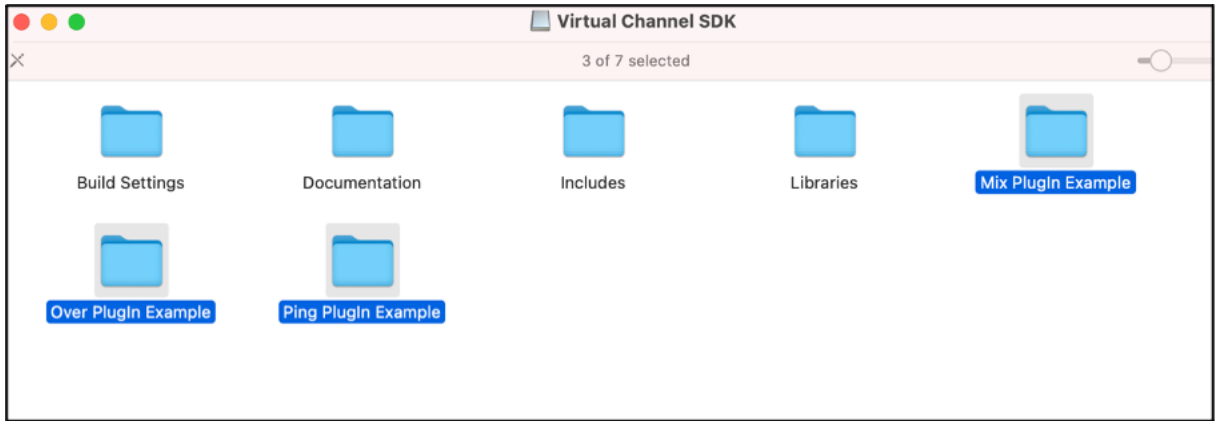 Virtual Channel SDK
3 of 7 selected
Build Settings
Documentation
Includes
Libraries
Mix PlugIn Example
Over PlugIn Example
Ping PlugIn Example